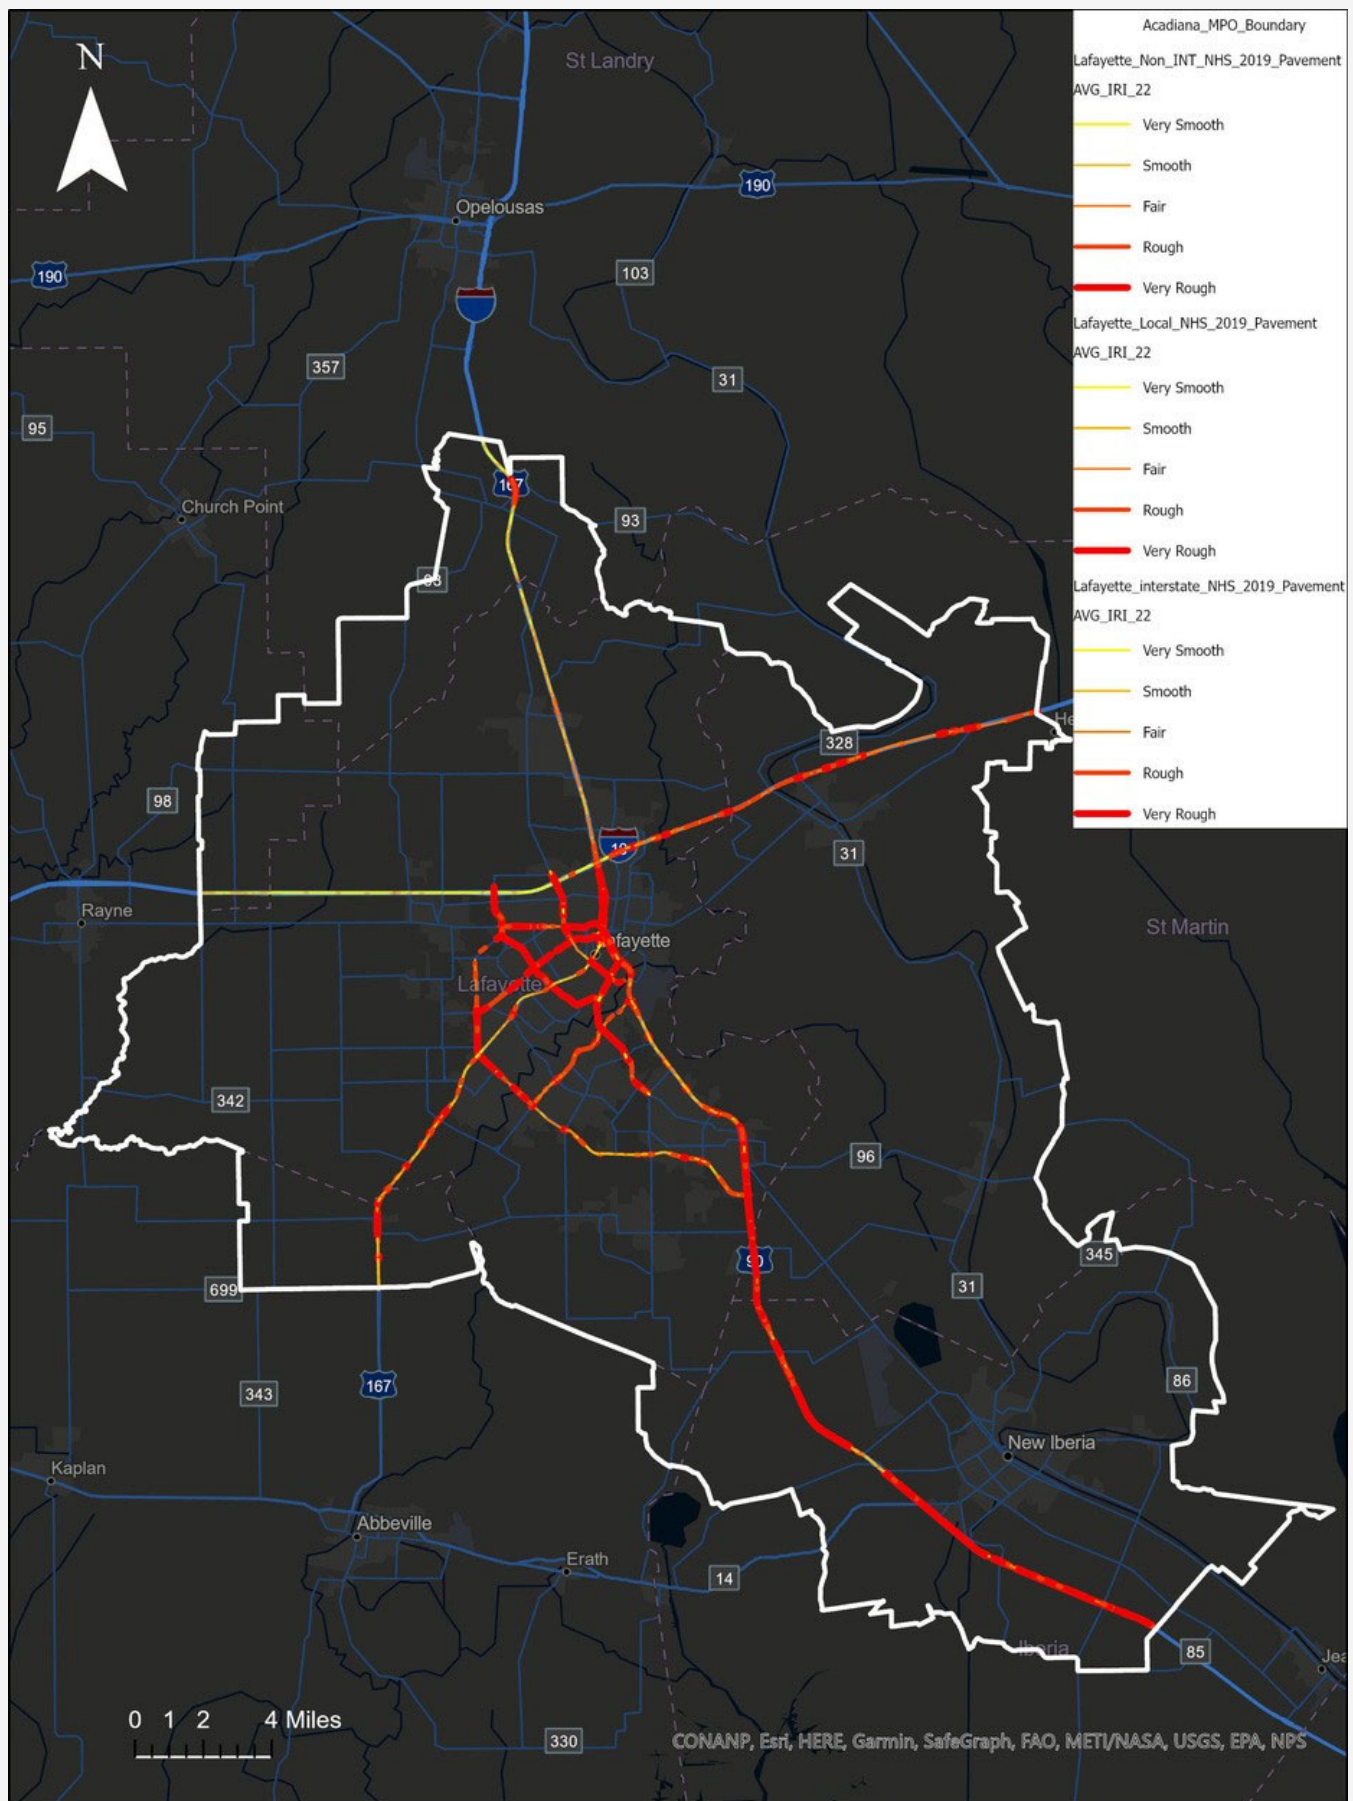 Acadiana_MPO_Boundary
Lafayette_Non_INT_NHS_2019_Pavement
AVG_IRI_22
Very Smooth
Smooth
Fair
Rough
Very Rough
Lafayette_Local_NHS_2019_Pavement
AVG_IRI_22
Very Smooth
Smooth
Fair
Rough
Very Rough
Lafayette_interstate_NHS_2019_Pavement
AVG_IRI_22
Very Smooth
Smooth
Fair
Rough
Very Rough
N
St Landry
190
Opelousas
190
103
357
31
95
167
Church Point
93
328
98
31
Rayne
St Martin
Lafayette
342
96
345
90
699
31
167
343
86
New Iberia
Kaplan
Abbeville
Erath
14
Iberia
85
0 1 2 4 Miles
330
CONANP, Esri, HERE, Garmin, SafeGraph, FAO, METI/NASA, USGS, EPA, NPS